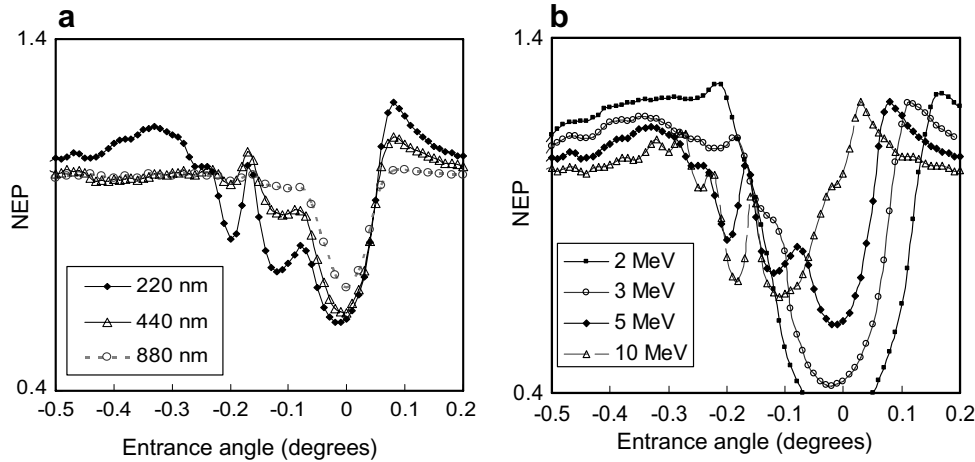 a
1.4
NEP
0.4
220 nm
440 nm
880 nm
-0.5 -0.4 -0.3 -0.2 -0.1 0 0.1 0.2
Entrance angle (degrees)
b
1.4
NEP
0.4
2 MeV
3 MeV
5 MeV
10 MeV
-0.5 -0.4 -0.3 -0.2 -0.1 0 0.1 0.2
Entrance angle (degrees)